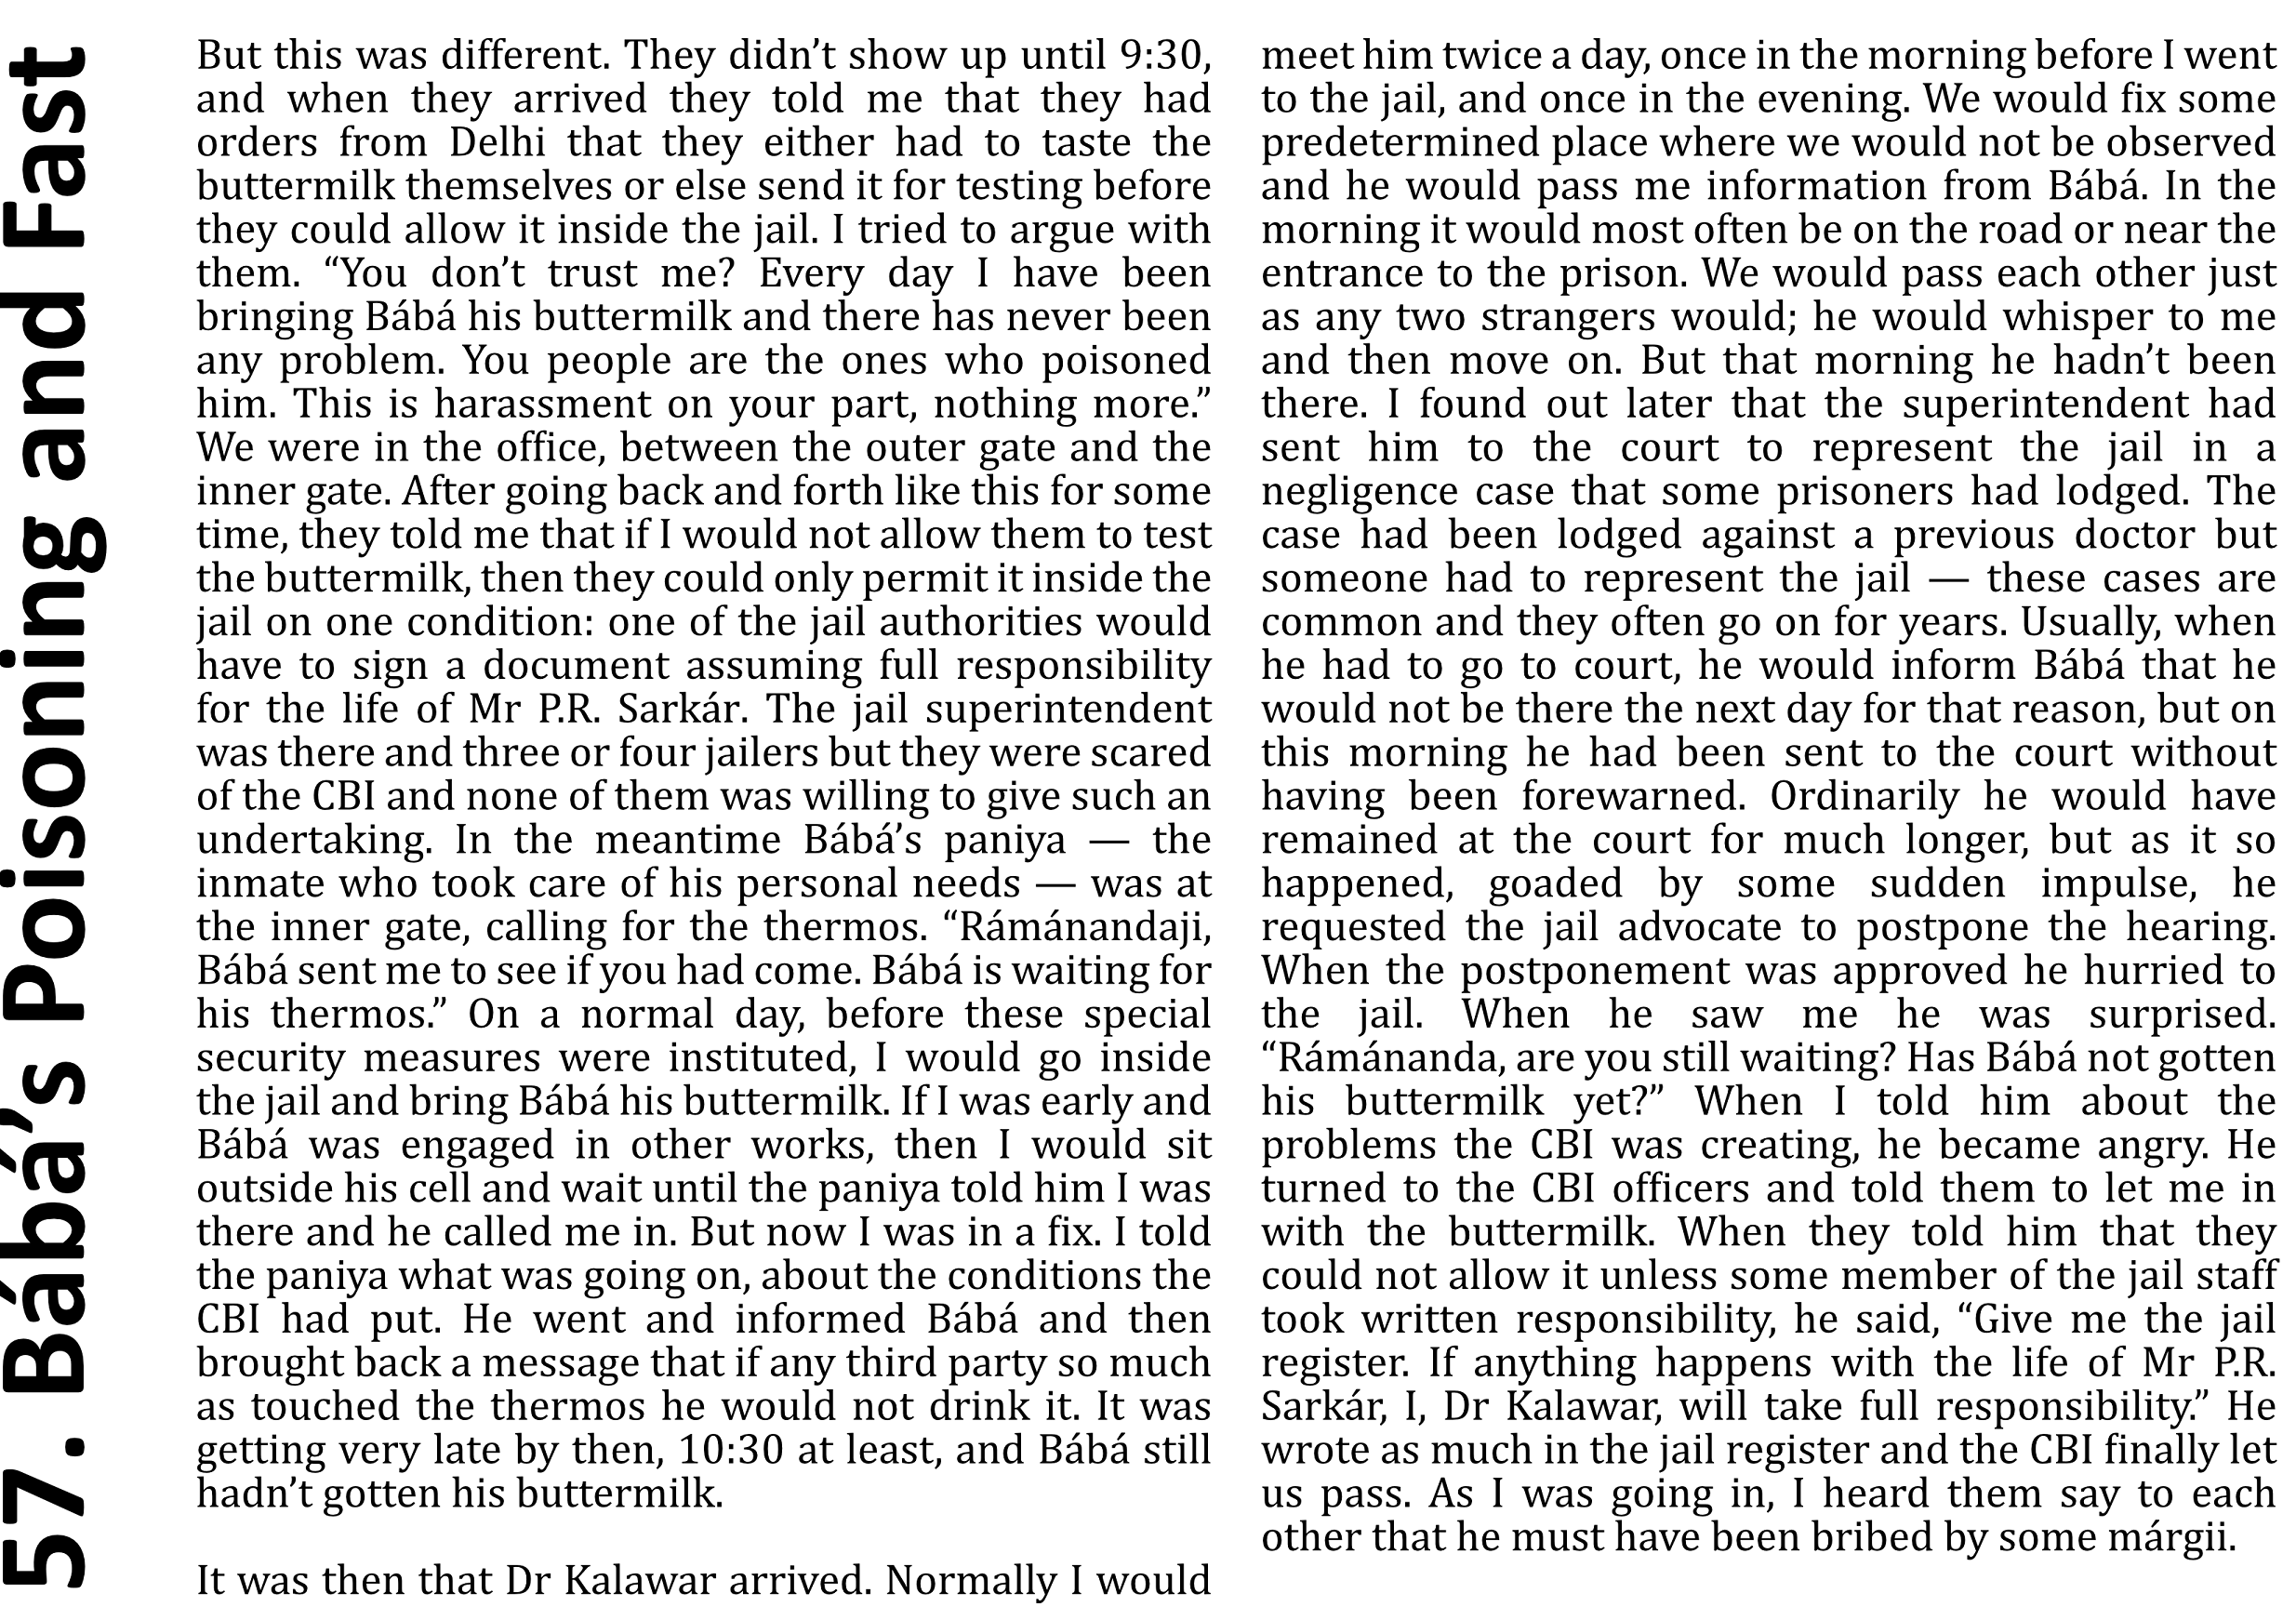 57. Bábá’s Poisoning and Fast
But this was different. They didn’t show up until 9:30,
and when they arrived they told me that they had
orders from Delhi that they either had to taste the
buttermilk themselves or else send it for testing before
they could allow it inside the jail. I tried to argue with
them. “You don’t trust me? Every day I have been
bringing Bábá his buttermilk and there has never been
any problem. You people are the ones who poisoned
him. This is harassment on your part, nothing more.”
We were in the office, between the outer gate and the
inner gate. After going back and forth like this for some
time, they told me that if I would not allow them to test
the buttermilk, then they could only permit it inside the
jail on one condition: one of the jail authorities would
have to sign a document assuming full responsibility
for the life of Mr P.R. Sarkár. The jail superintendent
was there and three or four jailers but they were scared
of the CBI and none of them was willing to give such an
undertaking. In the meantime Bábá’s paniya — the
inmate who took care of his personal needs — was at
the inner gate, calling for the thermos. “Rámánandaji,
Bábá sent me to see if you had come. Bábá is waiting for
his thermos.” On a normal day, before these special
security measures were instituted, I would go inside
the jail and bring Bábá his buttermilk. If I was early and
Bábá was engaged in other works, then I would sit
outside his cell and wait until the paniya told him I was
there and he called me in. But now I was in a fix. I told
the paniya what was going on, about the conditions the
CBI had put. He went and informed Bábá and then
brought back a message that if any third party so much
as touched the thermos he would not drink it. It was
getting very late by then, 10:30 at least, and Bábá still
hadn’t gotten his buttermilk.
It was then that Dr Kalawar arrived. Normally I would
meet him twice a day, once in the morning before I went
to the jail, and once in the evening. We would fix some
predetermined place where we would not be observed
and he would pass me information from Bábá. In the
morning it would most often be on the road or near the
entrance to the prison. We would pass each other just
as any two strangers would; he would whisper to me
and then move on. But that morning he hadn’t been
there. I found out later that the superintendent had
sent him to the court to represent the jail in a
negligence case that some prisoners had lodged. The
case had been lodged against a previous doctor but
someone had to represent the jail — these cases are
common and they often go on for years. Usually, when
he had to go to court, he would inform Bábá that he
would not be there the next day for that reason, but on
this morning he had been sent to the court without
having been forewarned. Ordinarily he would have
remained at the court for much longer, but as it so
happened, goaded by some sudden impulse, he
requested the jail advocate to postpone the hearing.
When the postponement was approved he hurried to
the jail. When he saw me he was surprised.
“Rámánanda, are you still waiting? Has Bábá not gotten
his buttermilk yet?” When I told him about the
problems the CBI was creating, he became angry. He
turned to the CBI officers and told them to let me in
with the buttermilk. When they told him that they
could not allow it unless some member of the jail staff
took written responsibility, he said, “Give me the jail
register. If anything happens with the life of Mr P.R.
Sarkár, I, Dr Kalawar, will take full responsibility.” He
wrote as much in the jail register and the CBI finally let
us pass. As I was going in, I heard them say to each
other that he must have been bribed by some márgii.